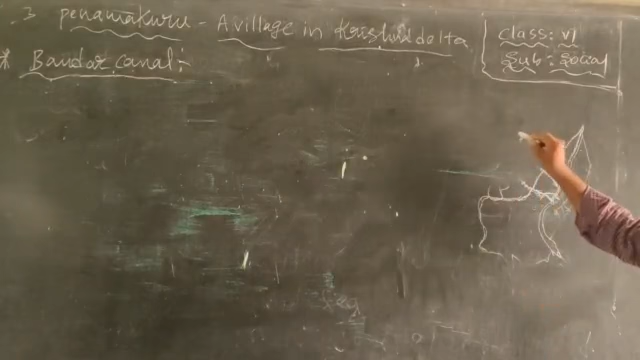 3 penamakuru - A village in Krishna delta
* Bandar canal :-
Class: VI
Sub: Social